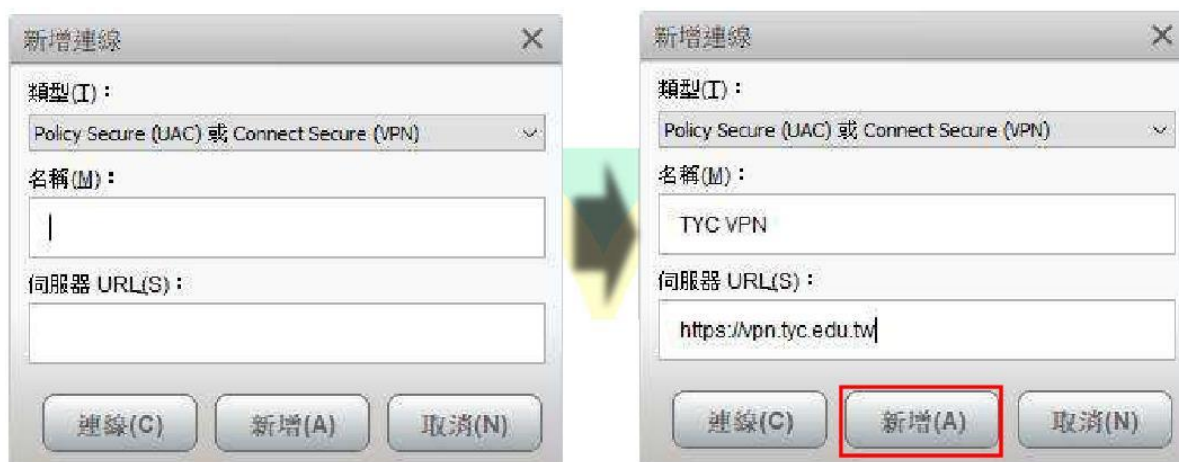 新增連線
類型(T)：
Policy Secure (UAC) 或 Connect Secure (VPN)
名稱(M)：
伺服器 URL(S)：
連線(C) 新增(A) 取消(N)
新增連線
類型(T)：
Policy Secure (UAC) 或 Connect Secure (VPN)
名稱(M)：
TYC VPN
伺服器 URL(S)：
https://vpn.tyc.edu.tw
連線(C) 新增(A) 取消(N)